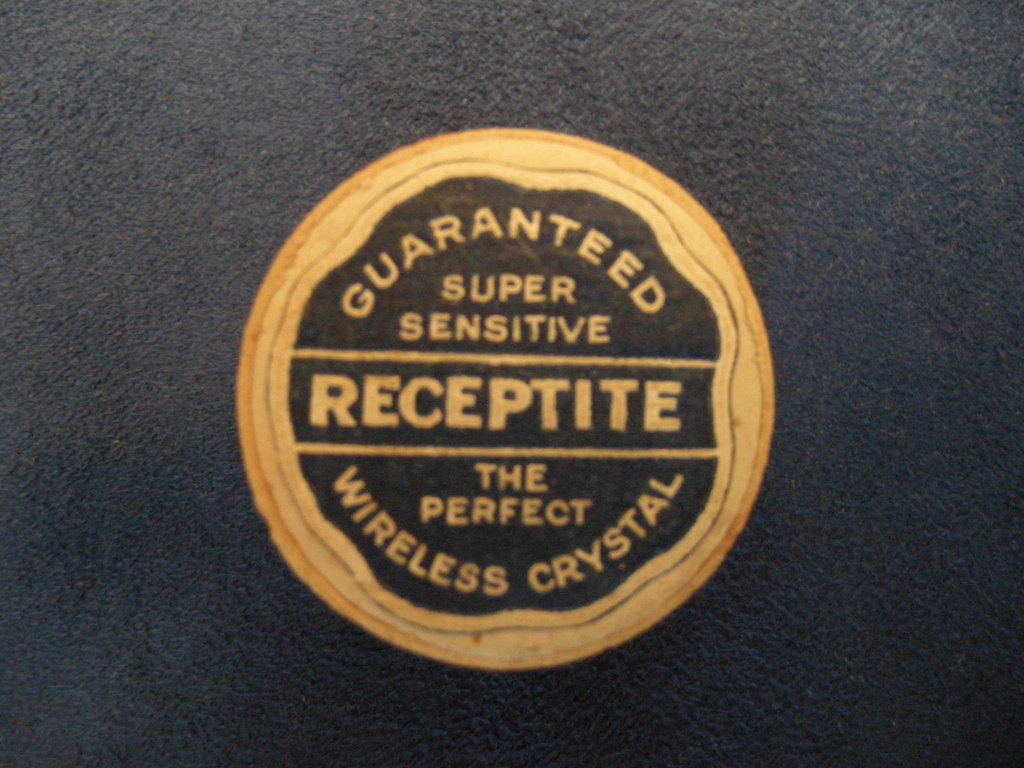 GUARANTEED
SUPER
SENSITIVE
RECEPTITE
THE
PERFECT
WIRELESS CRYSTAL